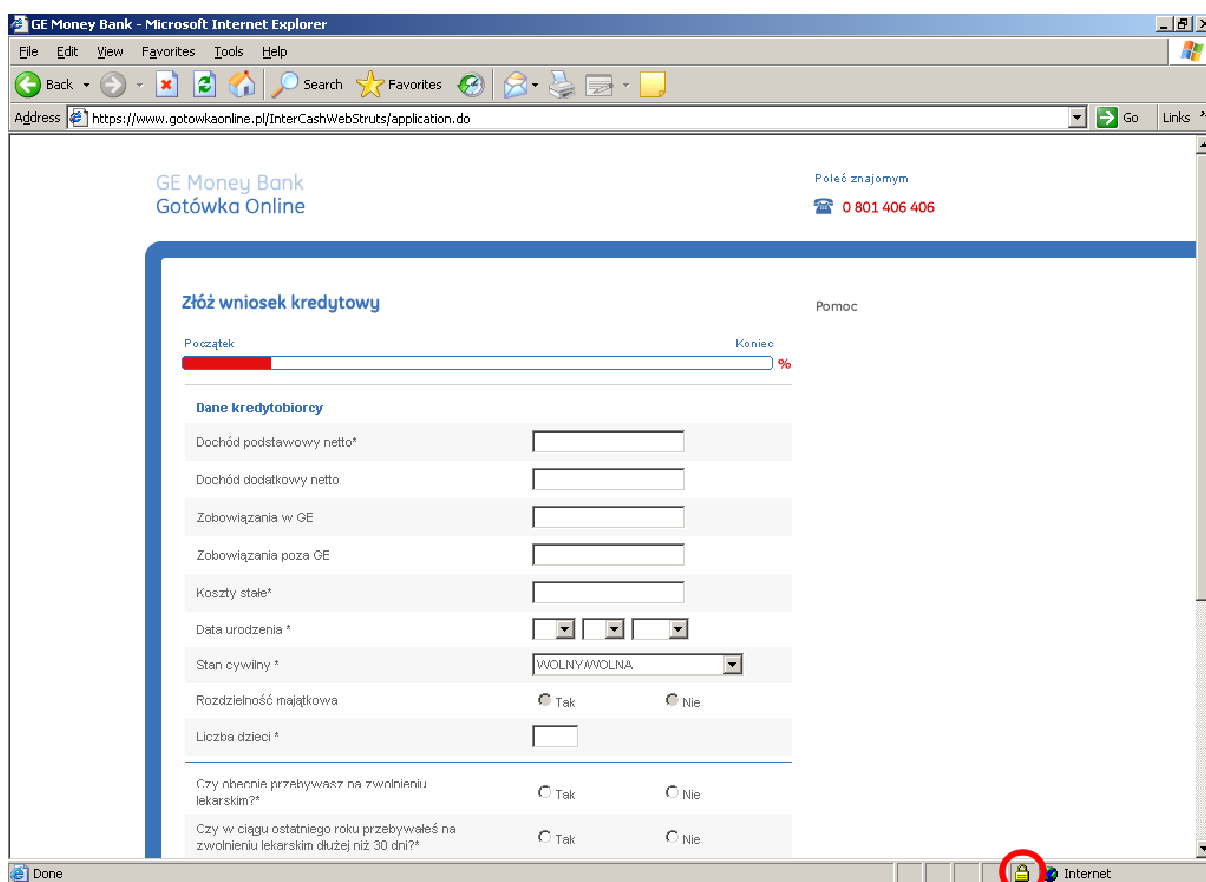 GE Money Bank - Microsoft Internet Explorer
File Edit View Favorites Tools Help
Back Search Favorites
Address https://www.gotowkaonline.pl/InterCashWebStruts/application.do Go Links
GE Money Bank
Gotówka Online
Poleć znajomym
0 801 406 406
Złóż wniosek kredytowy
Pomoc
Początek Koniec
%
Dane kredytobiorcy
Dochód podstawowy netto*
Dochód dodatkowy netto
Zobowiązania w GE
Zobowiązania poza GE
Koszty stałe*
Data urodzenia *
Stan cywilny * WOLNY/WOLNA
Rozdzielność majątkowa Tak Nie
Liczba dzieci *
Czy obecnie przebywasz na zwolnieniu
lekarskim?* Tak Nie
Czy w ciągu ostatniego roku przebywałeś na
zwolnieniu lekarskim dłużej niż 30 dni?* Tak Nie
Done Internet